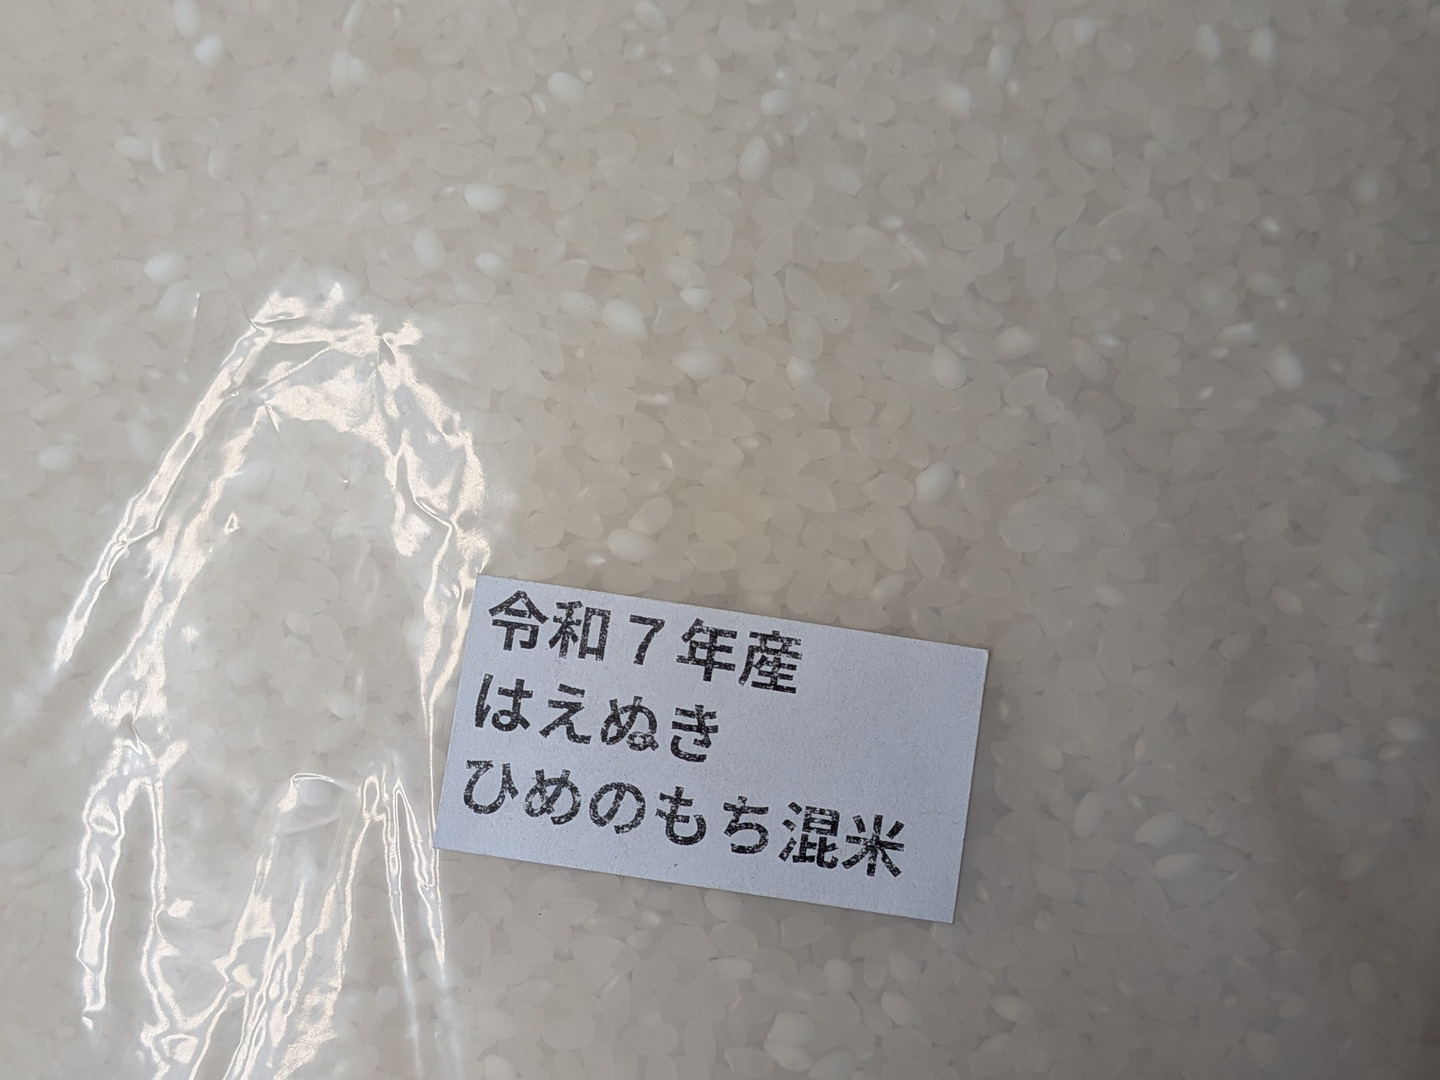 令和７年産
はえぬき
ひめのもち混米